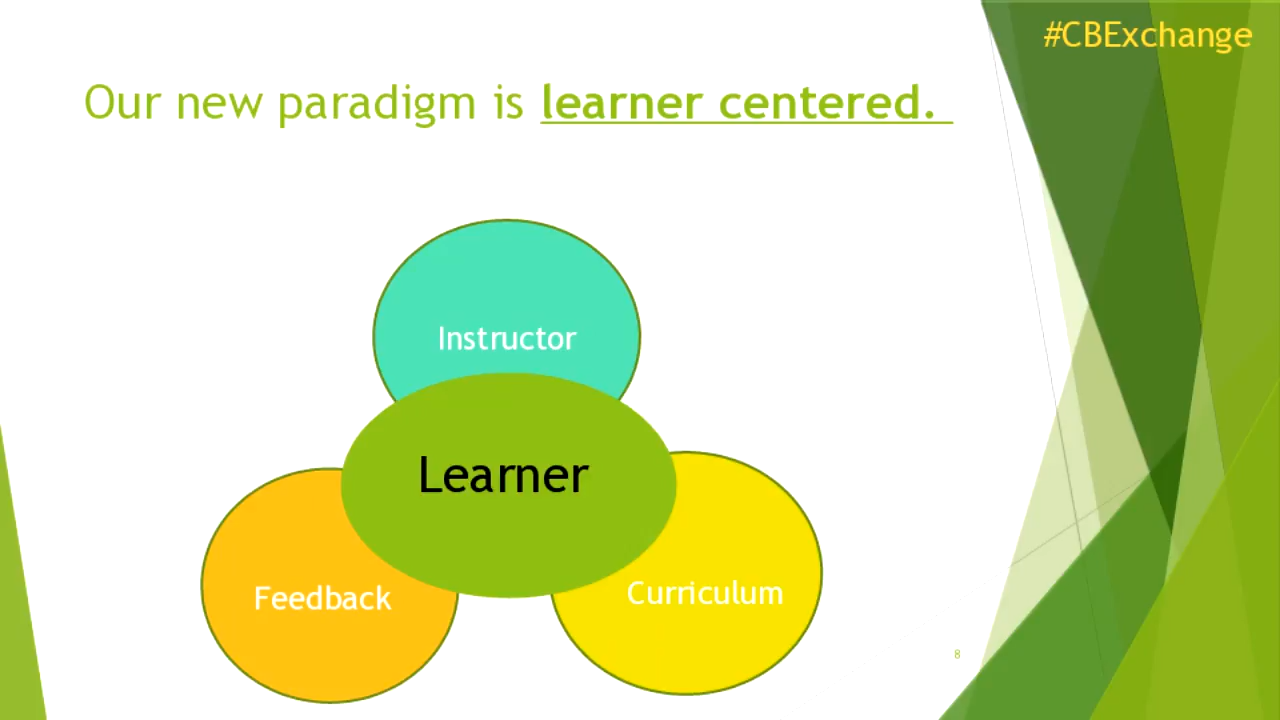 #CBExchange
Our new paradigm is learner centered.
Instructor
Learner
Feedback
Curriculum
8